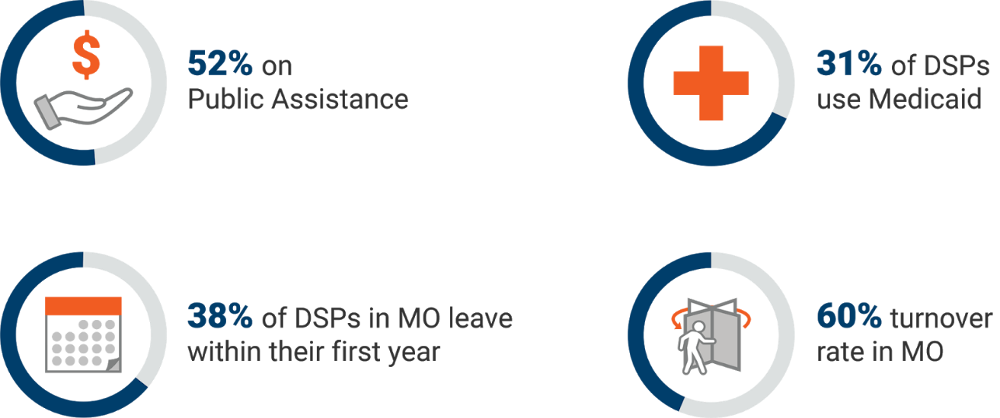 $
52% on
Public Assistance
31% of DSPs
use Medicaid
38% of DSPs in MO leave
within their first year
60% turnover
rate in MO